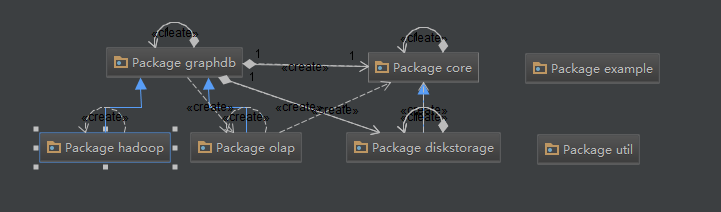 «create»
«create»
Package graphdb
1
«create»
1
Package core
Package example
1
«create»
«create»
«create»
«create»
«create»
«create»
Package hadoop
Package olap
Package diskstorage
Package util